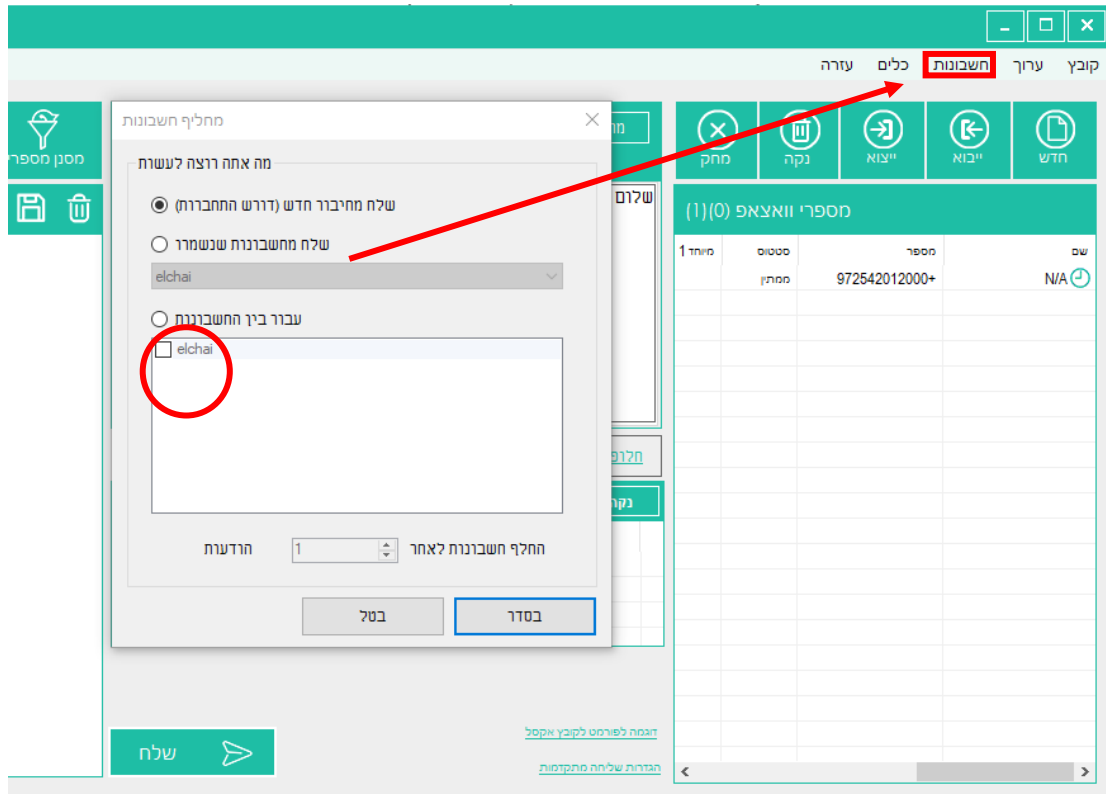 קובץ ערוך חשבונות כלים עזרה
חדש
ייבוא
ייצוא
נקה
מחק
מסנן מספרי
מספרי וואצאפ (0)(1)
שם מספר סטטוס מיוחד 1
N/A +972542012000 ממתין
שלום
חלופ
נקה
מחליף חשבונות
מה אתה רוצה לעשות
שלח מחיבור חדש (דורש התחברות)
שלח מחשבונות שנשמרו
elchai
עבור בין החשבונות
elchai
החלף חשבונות לאחר 1 הודעות
בסדר
בטל
דוגמה לפורמט לקובץ אקסל
הגדרות שליחה מתקדמות
שלח